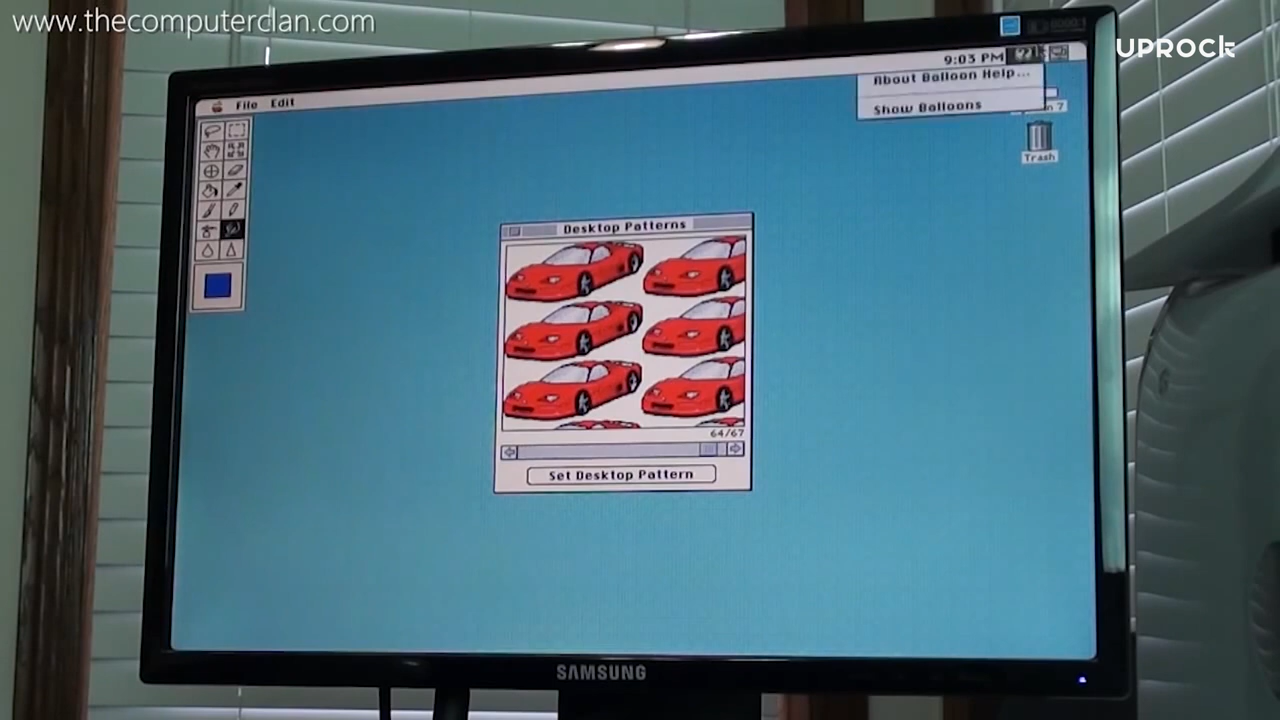 www.thecomputerclan.com
UPROCK
File Edit
9:03 PM
About Balloon Help...
Show Balloons
Trash
Desktop Patterns
64/67
Set Desktop Pattern
SAMSUNG